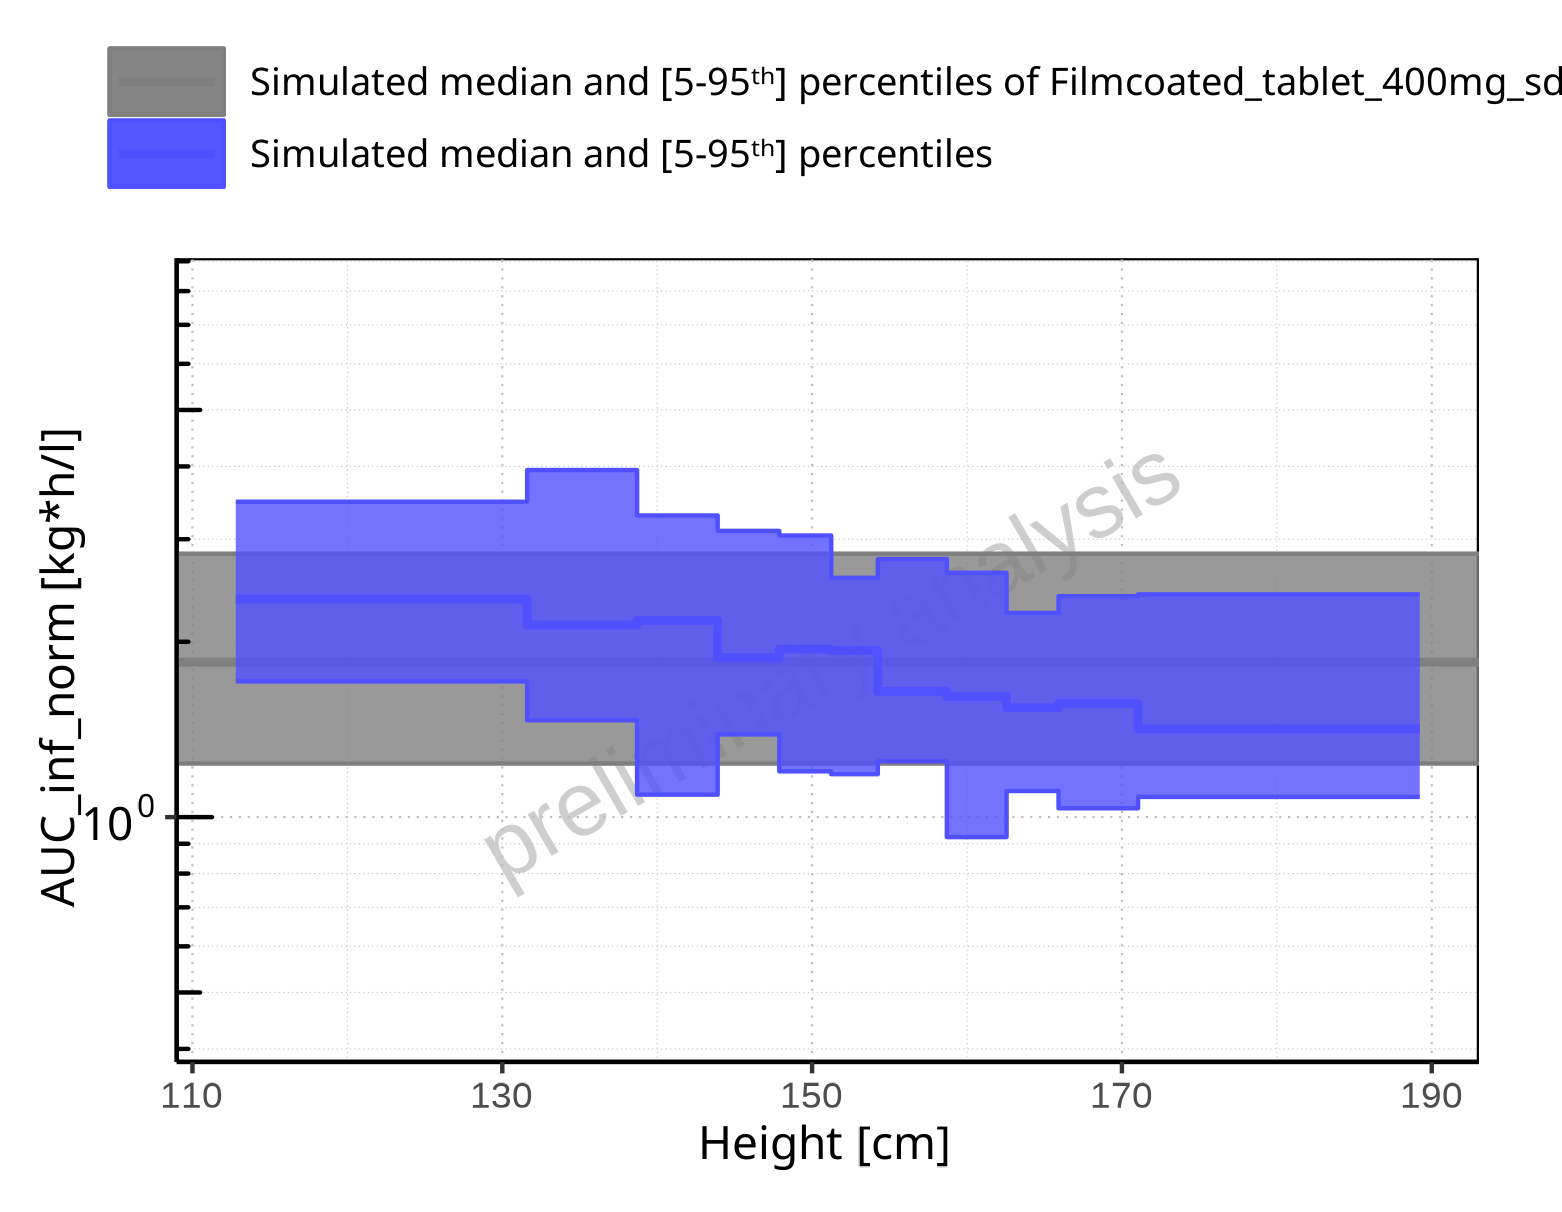 Simulated median and [5-95ᵗʰ] percentiles of Filmcoated_tablet_400mg_sd
Simulated median and [5-95ᵗʰ] percentiles
AUC_inf_norm [kg*h/l]
10⁰
preliminary analysis
110 130 150 170 190
Height [cm]